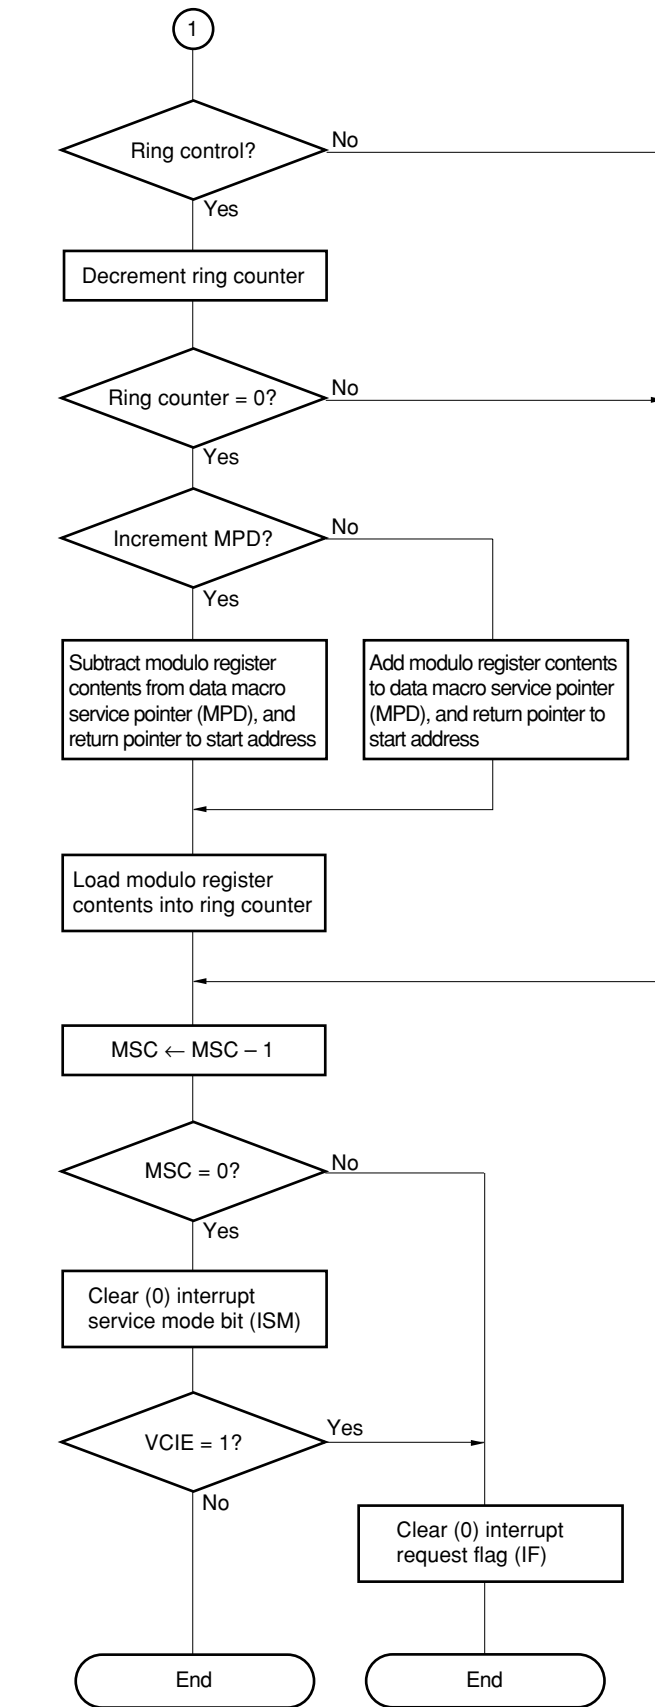 1
Ring control?
No
Yes
Decrement ring counter
Ring counter = 0?
No
Yes
Increment MPD?
No
Yes
Subtract modulo register
contents from data macro
service pointer (MPD), and
return pointer to start address
Add modulo register contents
to data macro service pointer
(MPD), and return pointer to
start address
Load modulo register
contents into ring counter
MSC ← MSC – 1
MSC = 0?
No
Yes
Clear (0) interrupt
service mode bit (ISM)
VCIE = 1?
Yes
No
Clear (0) interrupt
request flag (IF)
End
End